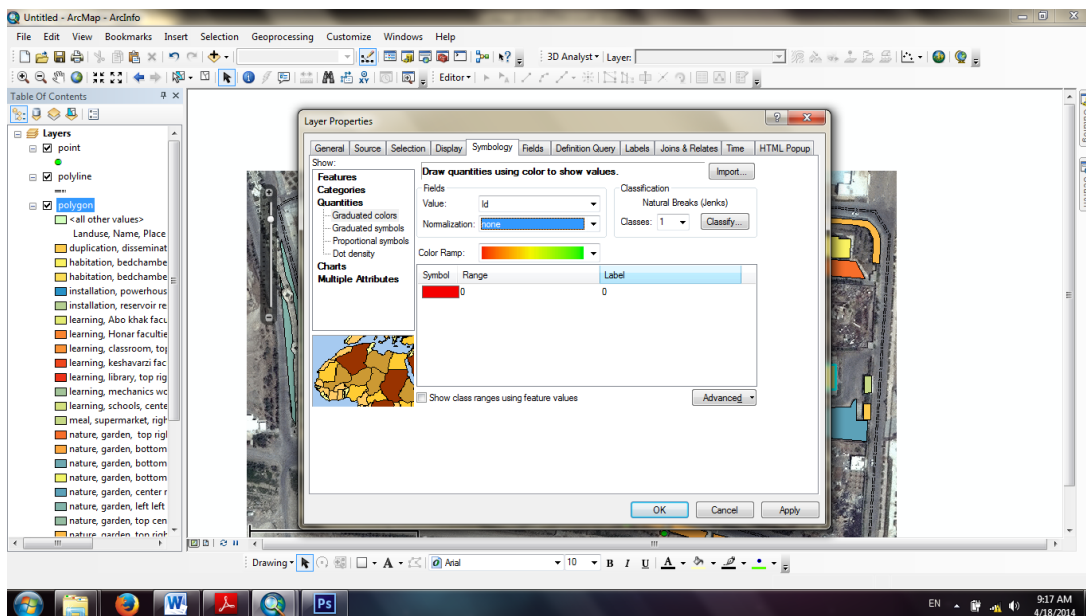 Untitled - ArcMap - ArcInfo
File Edit View Bookmarks Insert Selection Geoprocessing Customize Windows Help
3D Analyst Layer:
Editor
Table Of Contents
Layers
point
polyline
polygon
<all other values>
Landuse, Name, Place
duplication, disseminat
habitation, bedchambe
habitation, bedchambe
installation, powerhous
installation, reservoir re
learning, Abo khak facu
learning, Honar facultie
learning, classroom, top
learning, keshavarzi fac
learning, library, top rig
learning, mechanics wc
learning, schools, cente
meal, supermarket, righ
nature, garden, top rigl
nature, garden, bottom
nature, garden, bottom
nature, garden, bottom
nature, garden, center r
nature, garden, left left
nature, garden, top cen
nature, garden, top right
Layer Properties
General Source Selection Display Symbology Fields Definition Query Labels Joins & Relates Time HTML Popup
Show:
Features
Categories
Quantities
Graduated colors
Graduated symbols
Proportional symbols
Dot density
Charts
Multiple Attributes
Draw quantities using color to show values.
Import...
Fields
Value: Id
Normalization: none
Classification
Natural Breaks (Jenks)
Classes: 1 Classify...
Color Ramp:
Symbol Range Label
0 0
Show class ranges using feature values
Advanced
OK Cancel Apply
Drawing A Arial 10 B I U A
W Ps
EN 9:17 AM
4/18/2014